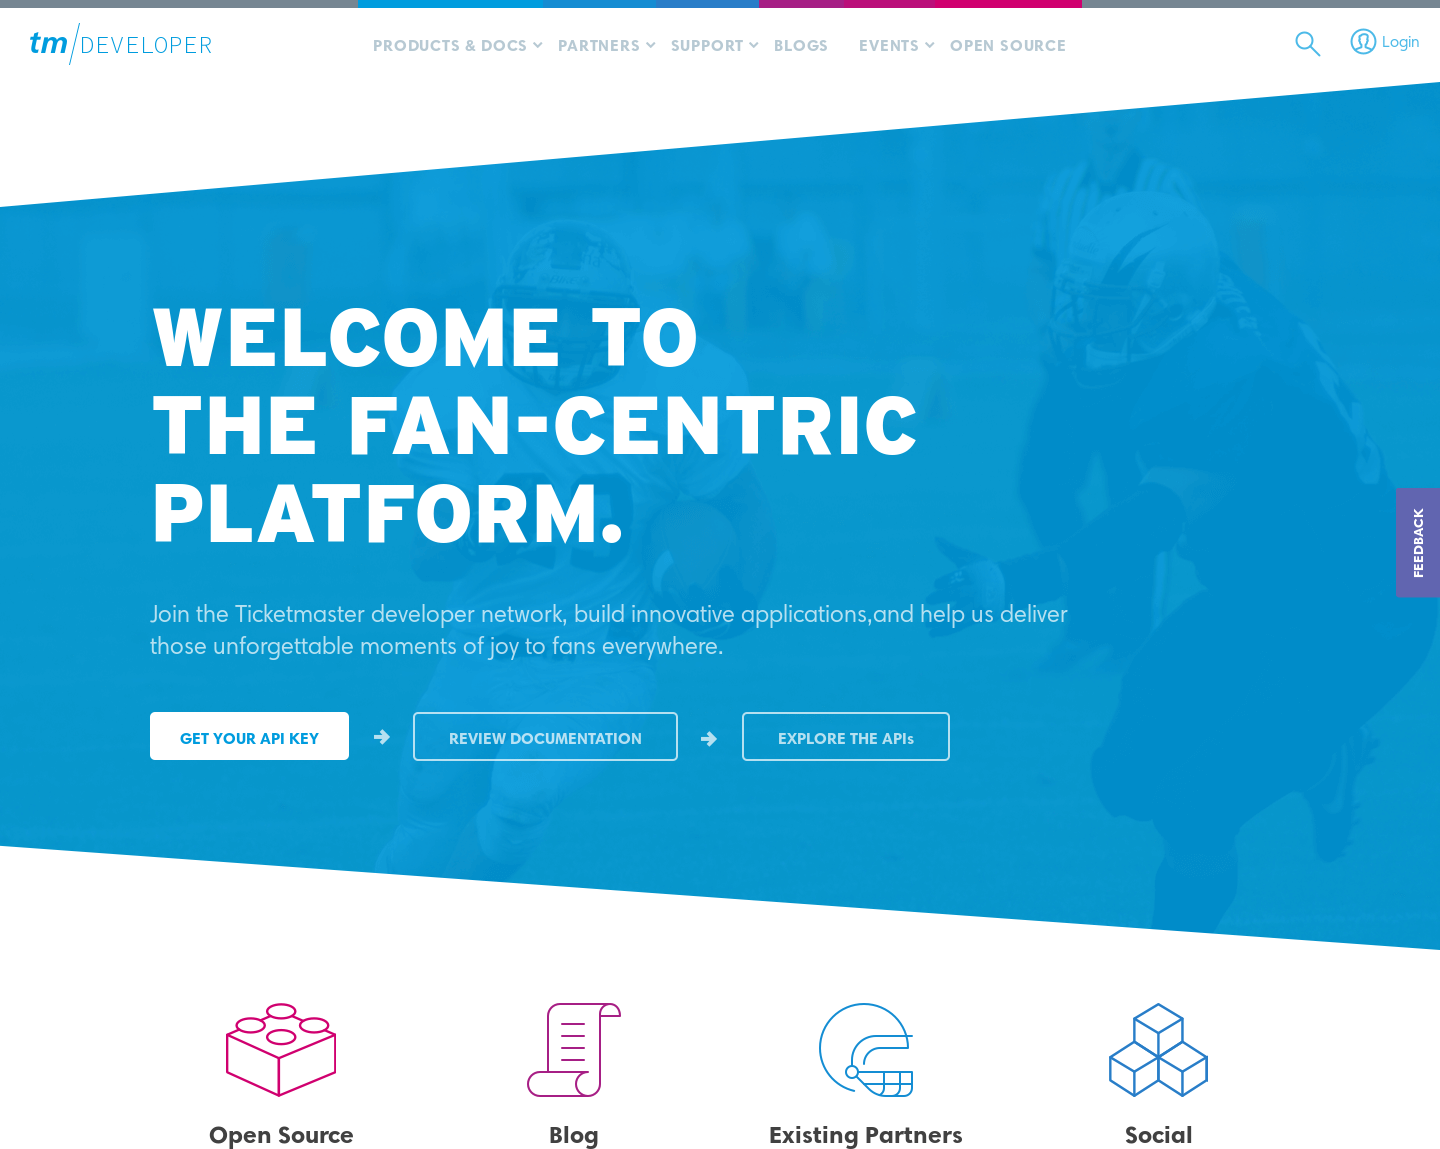 tm/DEVELOPER
PRODUCTS & DOCS PARTNERS SUPPORT BLOGS EVENTS OPEN SOURCE
Login
WELCOME TO
THE FAN-CENTRIC
PLATFORM.
FEEDBACK
Join the Ticketmaster developer network, build innovative applications,and help us deliver
those unforgettable moments of joy to fans everywhere.
GET YOUR API KEY
REVIEW DOCUMENTATION
EXPLORE THE APIs
Open Source
Blog
Existing Partners
Social